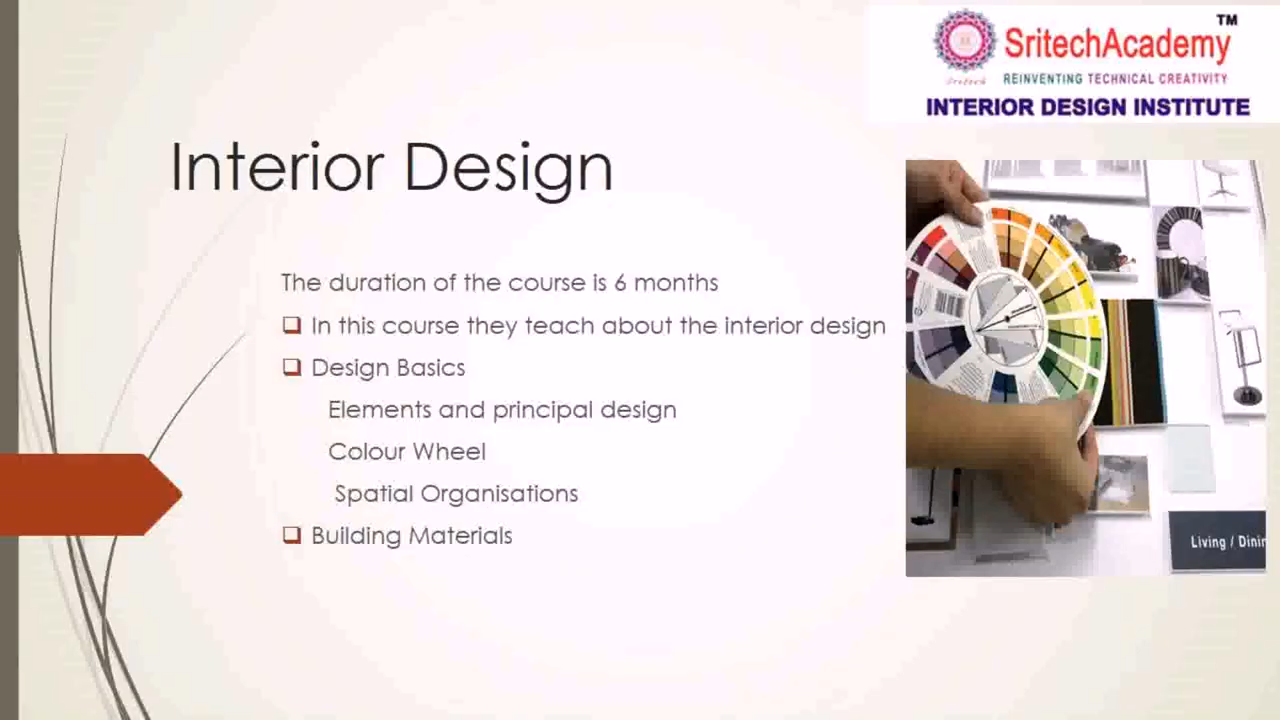 TM
SritechAcademy
Sritech
REINVENTING TECHNICAL CREATIVITY
INTERIOR DESIGN INSTITUTE
Interior Design
The duration of the course is 6 months
In this course they teach about the interior design
Design Basics
Elements and principal design
Colour Wheel
Spatial Organisations
Building Materials
Living / Dinin